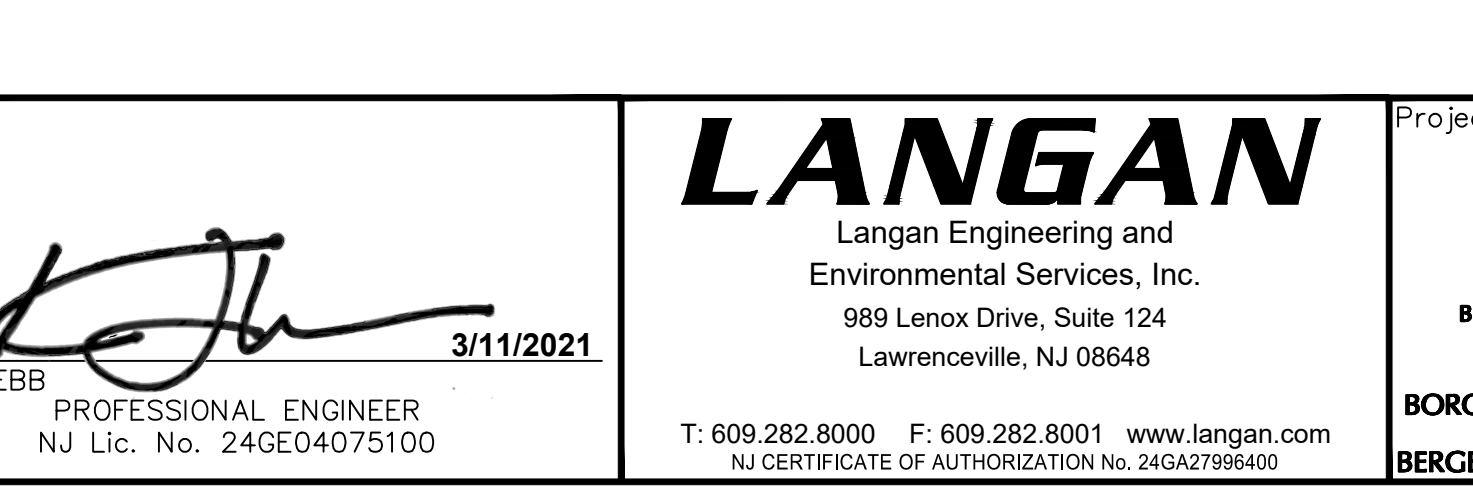 3/11/2021
EBB
PROFESSIONAL ENGINEER
NJ Lic. No. 24GE04075100
LANGAN
Langan Engineering and
Environmental Services, Inc.
989 Lenox Drive, Suite 124
Lawrenceville, NJ 08648
T: 609.282.8000 F: 609.282.8001 www.langan.com
NJ CERTIFICATE OF AUTHORIZATION No. 24GA27996400
Projec
B
BORO
BERGE